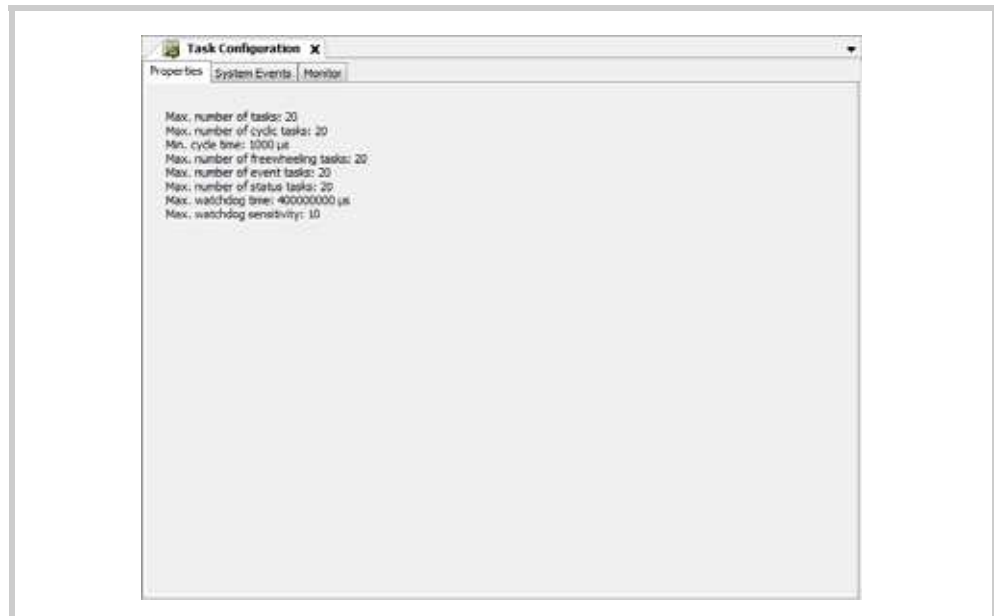 Task Configuration X
Properties System Events Monitor
Max. number of tasks: 20
Max. number of cyclic tasks: 20
Min. cycle time: 1000 µs
Max. number of freewheeling tasks: 20
Max. number of event tasks: 20
Max. number of status tasks: 20
Max. watchdog time: 400000000 µs
Max. watchdog sensitivity: 10